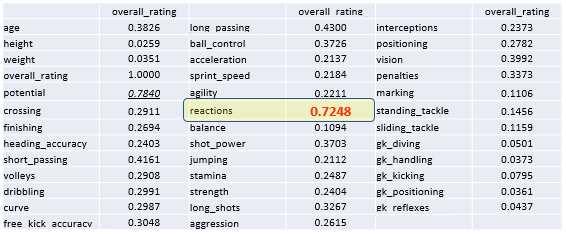 overall_rating overall_rating overall_rating
age 0.3826 long_passing 0.4300 interceptions 0.2373
height 0.0259 ball_control 0.3726 positioning 0.2782
weight 0.0351 acceleration 0.2137 vision 0.3992
overall_rating 1.0000 sprint_speed 0.2184 penalties 0.3373
potential 0.7840 agility 0.2211 marking 0.1106
crossing 0.2911 reactions 0.7248 standing_tackle 0.1456
finishing 0.2694 balance 0.1094 sliding_tackle 0.1159
heading_accuracy 0.2403 shot_power 0.3703 gk_diving 0.0501
short_passing 0.4161 jumping 0.2112 gk_handling 0.0373
volleys 0.2908 stamina 0.2487 gk_kicking 0.0795
dribbling 0.2991 strength 0.2404 gk_positioning 0.0361
curve 0.2987 long_shots 0.3267 gk_reflexes 0.0437
free_kick_accuracy 0.3048 aggression 0.2615